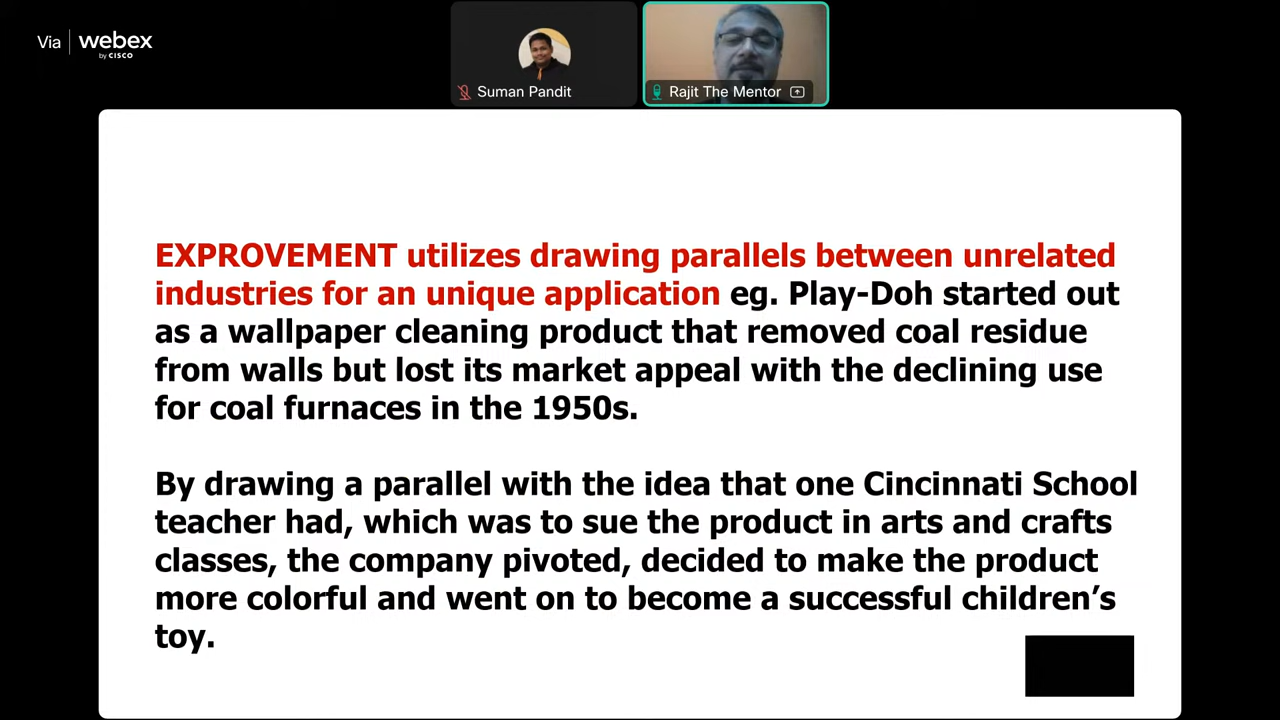 Via webex
by CISCO
Suman Pandit
Rajit The Mentor
EXPROVEMENT utilizes drawing parallels between unrelated
industries for an unique application eg. Play-Doh started out
as a wallpaper cleaning product that removed coal residue
from walls but lost its market appeal with the declining use
for coal furnaces in the 1950s.
By drawing a parallel with the idea that one Cincinnati School
teacher had, which was to sue the product in arts and crafts
classes, the company pivoted, decided to make the product
more colorful and went on to become a successful children’s
toy.